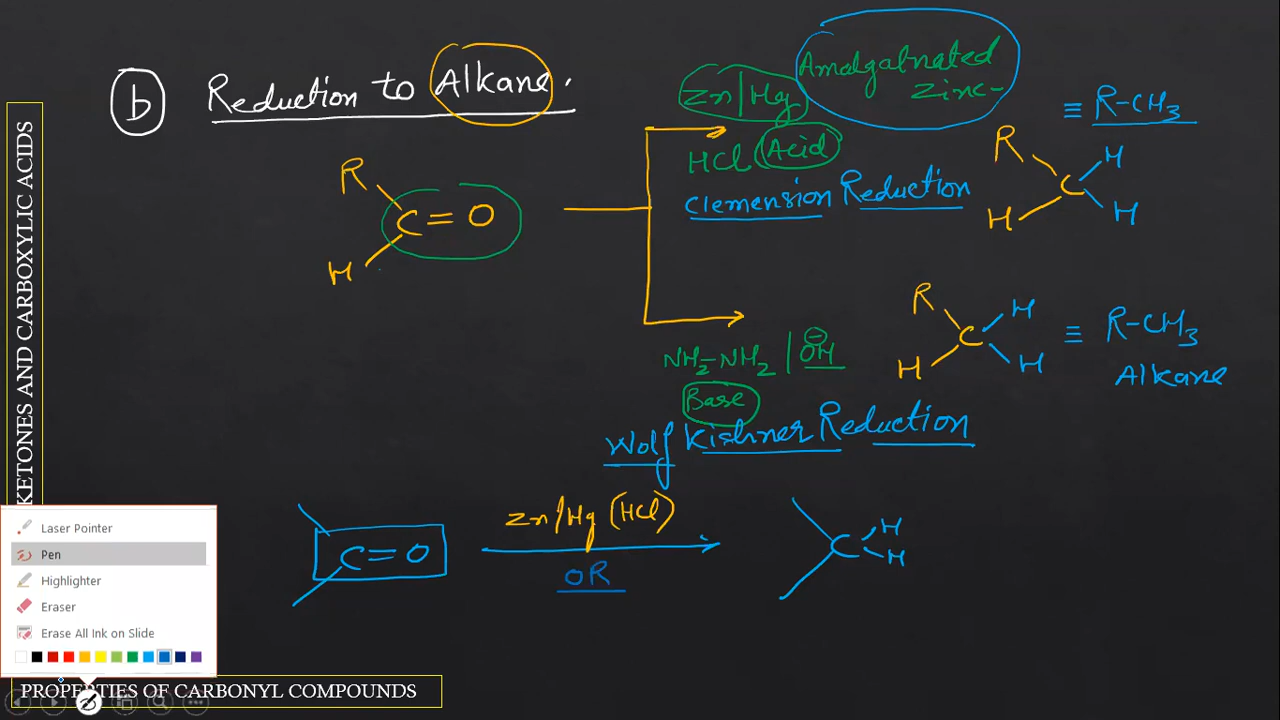 b Reduction to Alkane.
R
C = O
H
Zn|Hg
Amalgatnated
Zinc-
HCl (Acid)
Clemension Reduction
≡ R-CH3
R
C
H
H
H
NH2-NH2 | OH⊖
Base
Wolf Kishner Reduction
R
C
H
H
H
≡ R-CH3
Alkane
C = O
Zn/Hg (HCl)
OR
C
H
H
KETONES AND CARBOXYLIC ACIDS
Laser Pointer
Pen
Highlighter
Eraser
Erase All Ink on Slide
PROPERTIES OF CARBONYL COMPOUNDS